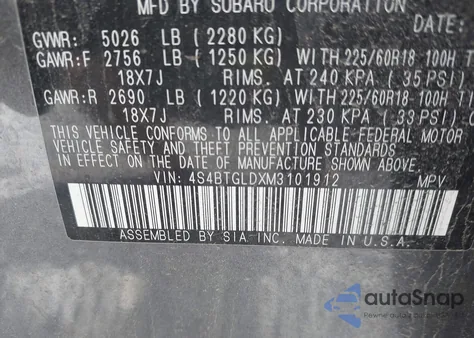 MFD BY SUBARU CORPORATION
DATE:
GVWR: 5026 LB (2280 KG)
GAWR:F 2756 LB (1250 KG) WITH 225/60R18 - 100H
18X7J RIMS. AT 240 KPA (35 PSI)
GAWR:R 2690 LB (1220 KG) WITH 225/60R18 - 100H
18X7J RIMS. AT 230 KPA (33 PSI)
THIS VEHICLE CONFORMS TO ALL APPLICABLE FEDERAL MOTOR
VEHICLE SAFETY AND THEFT PREVENTION STANDARDS
IN EFFECT ON THE DATE OF MANUFACTURE SHOWN ABOVE.
VIN: 4S4BTGLDXM3101912 MPV
ASSEMBLED BY SIA INC. MADE IN U.S.A.
autoSnap